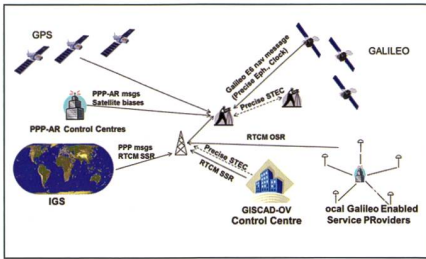 GPS
GALILEO
Galileo E6 nav message
(Precise Eph., Clock)
PPP-AR msgs
Satellite biases
Precise STEC
PPP-AR Control Centres
PPP msgs
RTCM SSR
RTCM OSR
Precise STEC
RTCM SSR
IGS
GISCAD-OV
Control Centre
ocal Galileo Enabled
Service PRoviders